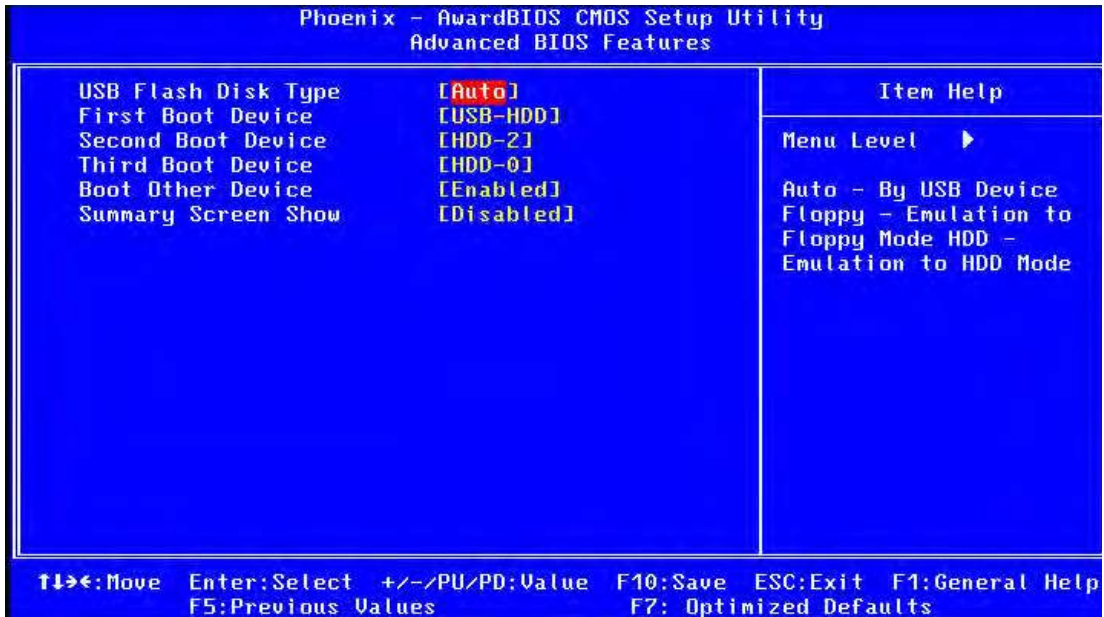 Phoenix - AwardBIOS CMOS Setup Utility
Advanced BIOS Features
USB Flash Disk Type [Auto]
First Boot Device [USB-HDD]
Second Boot Device [HDD-2]
Third Boot Device [HDD-0]
Boot Other Device [Enabled]
Summary Screen Show [Disabled]
Item Help
Menu Level ▶
Auto - By USB Device
Floppy - Emulation to
Floppy Mode HDD -
Emulation to HDD Mode
↑↓→←:Move Enter:Select +/-/PU/PD:Value F10:Save ESC:Exit F1:General Help
F5:Previous Values F7: Optimized Defaults